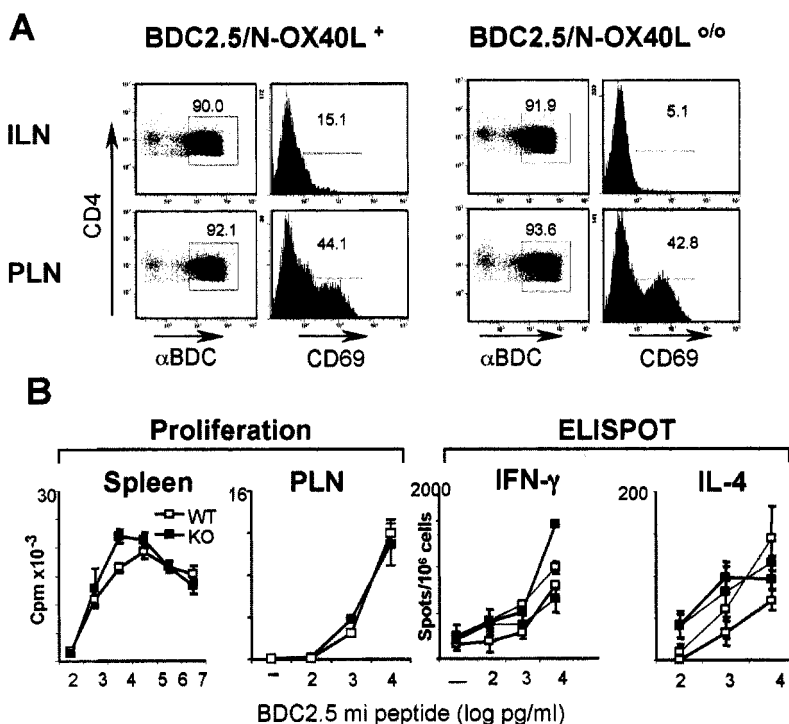 A
BDC2.5/N-OX40L +
BDC2.5/N-OX40L o/o
ILN
90.0
15.1
91.9
5.1
CD4
PLN
92.1
44.1
93.6
42.8
αBDC
CD69
αBDC
CD69
B
Proliferation
ELISPOT
Spleen
PLN
IFN-γ
IL-4
30
WT
KO
16
2000
200
Cpm x10-3
Spots/10⁶ cells
2 3 4 5 6 7
– 2 3 4
— 2 3 4
2 3 4
BDC2.5 mi peptide (log pg/ml)